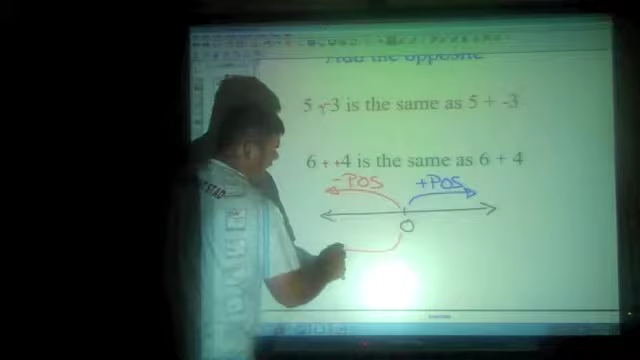 Add the opposite
5 - 3 is the same as 5 + -3
6 + +4 is the same as 6 + 4
-POS +POS
0